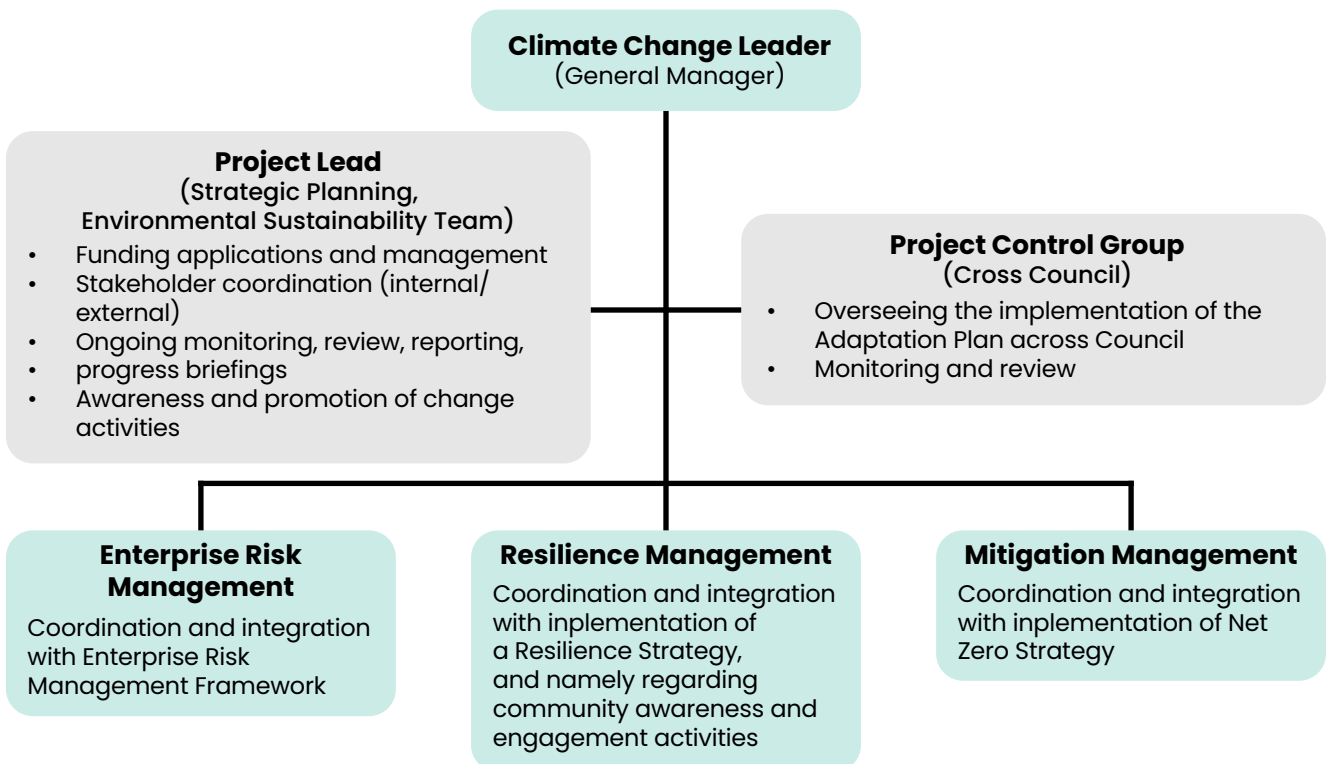 Climate Change Leader
(General Manager)
Project Lead
(Strategic Planning,
Environmental Sustainability Team)
• Funding applications and management
• Stakeholder coordination (internal/
external)
• Ongoing monitoring, review, reporting,
• progress briefings
• Awareness and promotion of change
activities
Project Control Group
(Cross Council)
• Overseeing the implementation of the
Adaptation Plan across Council
• Monitoring and review
Enterprise Risk
Management
Coordination and integration
with Enterprise Risk
Management Framework
Resilience Management
Coordination and integration
with inplementation of
a Resilience Strategy,
and namely regarding
community awareness and
engagement activities
Mitigation Management
Coordination and integration
with inplementation of Net
Zero Strategy